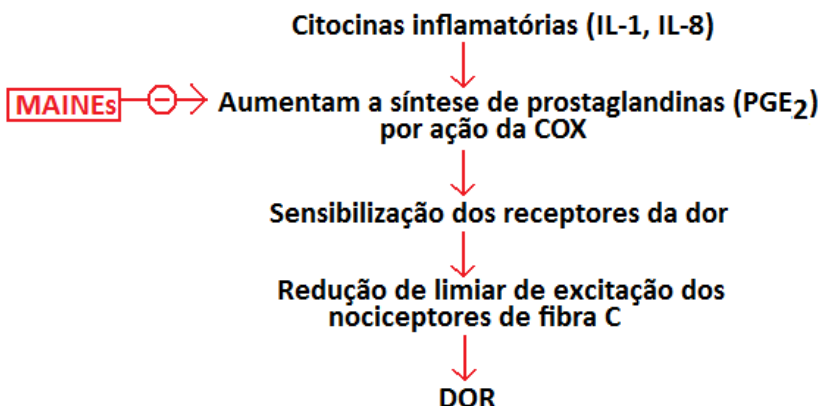 Citocinas inflamatórias (IL-1, IL-8)
MAINEs
Aumentam a síntese de prostaglandinas (PGE2)
por ação da COX
Sensibilização dos receptores da dor
Redução de limiar de excitação dos
nociceptores de fibra C
DOR